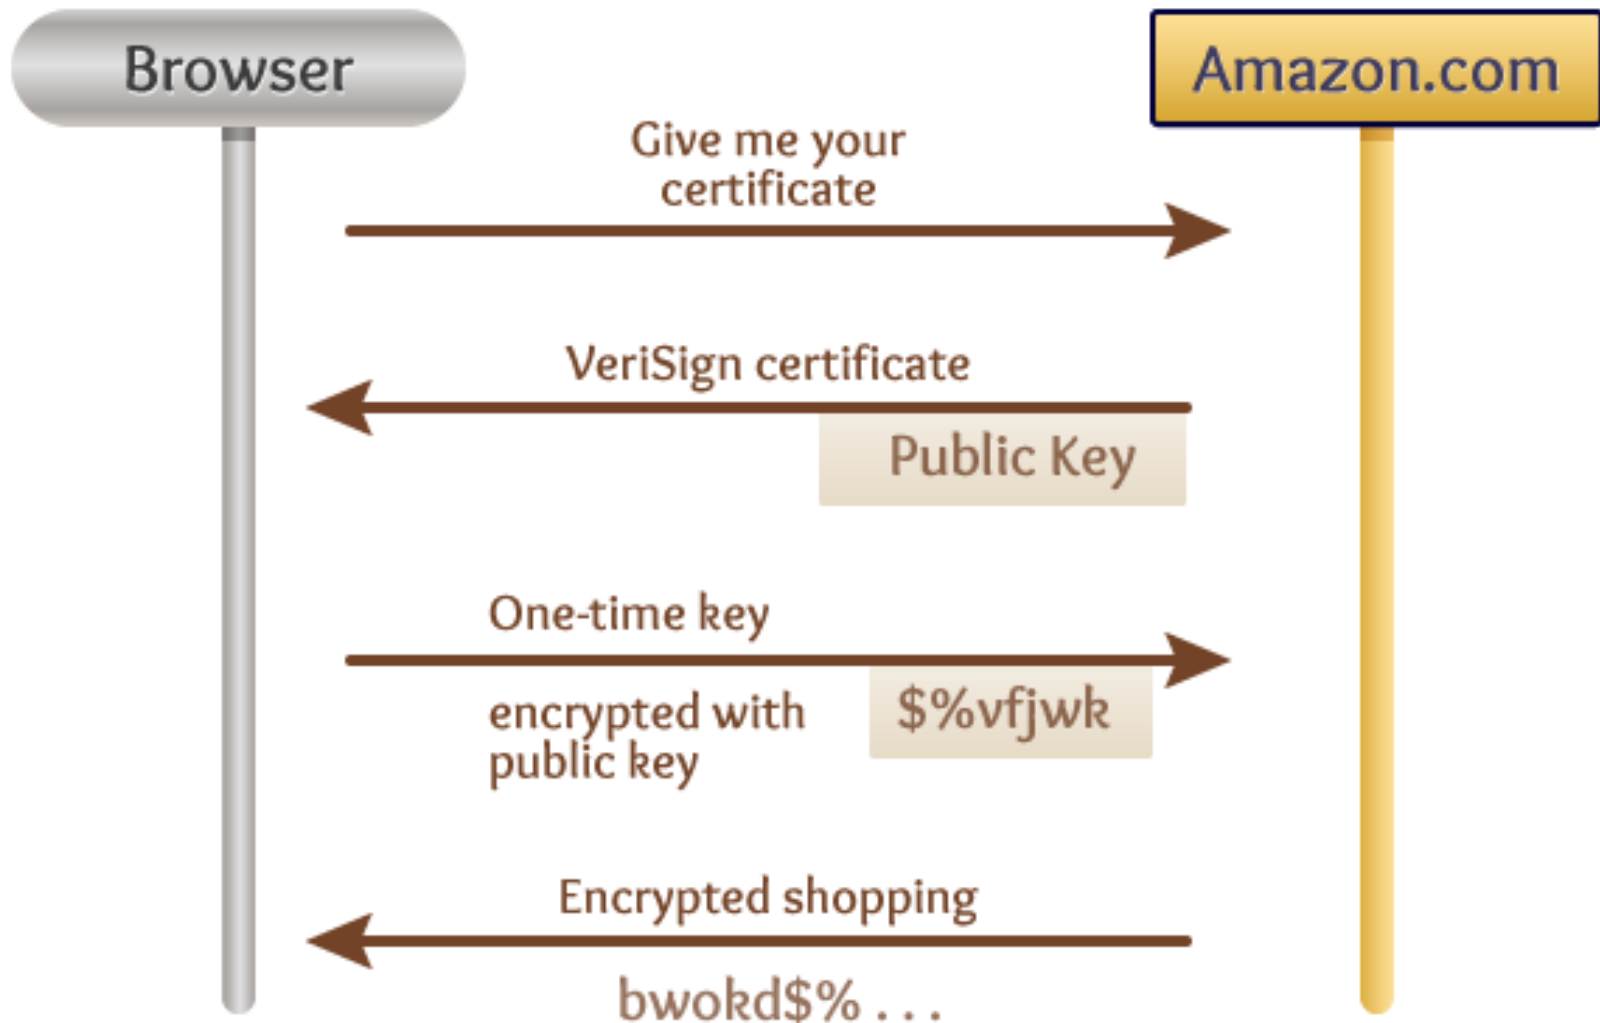 Browser
Amazon.com
Give me your
certificate
VeriSign certificate
Public Key
One-time key
encrypted with
public key
$%vfjwk
Encrypted shopping
bwokd$% . . .